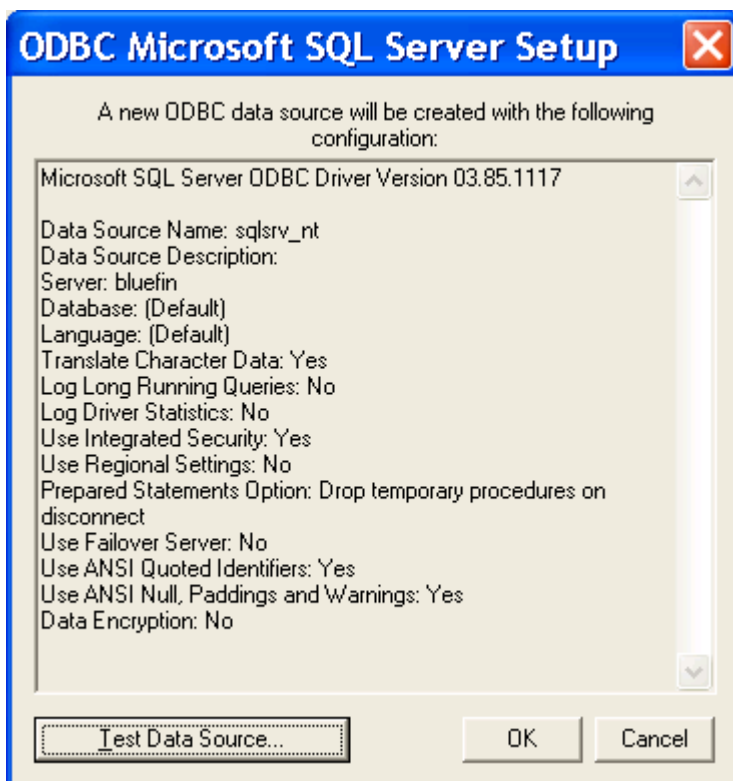 ODBC Microsoft SQL Server Setup
A new ODBC data source will be created with the following
configuration:
Microsoft SQL Server ODBC Driver Version 03.85.1117
Data Source Name: sqlsrv_nt
Data Source Description:
Server: bluefin
Database: (Default)
Language: (Default)
Translate Character Data: Yes
Log Long Running Queries: No
Log Driver Statistics: No
Use Integrated Security: Yes
Use Regional Settings: No
Prepared Statements Option: Drop temporary procedures on
disconnect
Use Failover Server: No
Use ANSI Quoted Identifiers: Yes
Use ANSI Null, Paddings and Warnings: Yes
Data Encryption: No
Test Data Source... OK Cancel